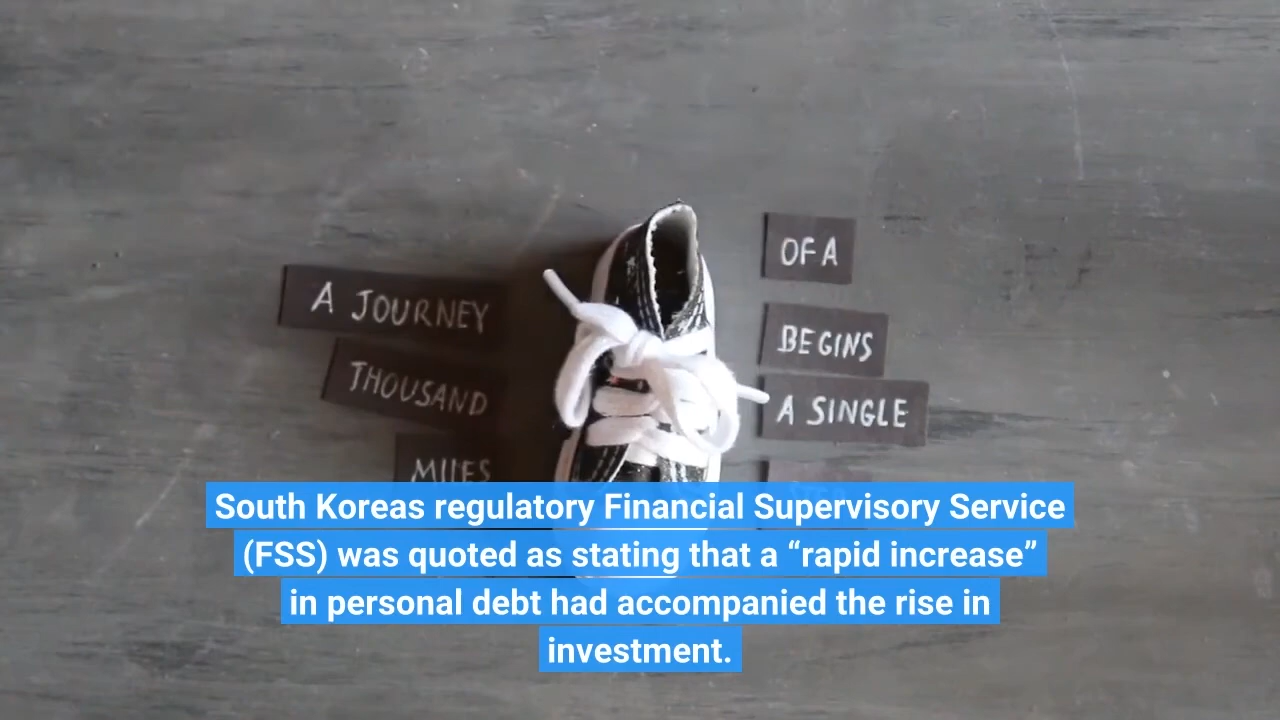 A JOURNEY
THOUSAND
MILES
OF A
BEGINS
A SINGLE
South Koreas regulatory Financial Supervisory Service
(FSS) was quoted as stating that a “rapid increase”
in personal debt had accompanied the rise in
investment.